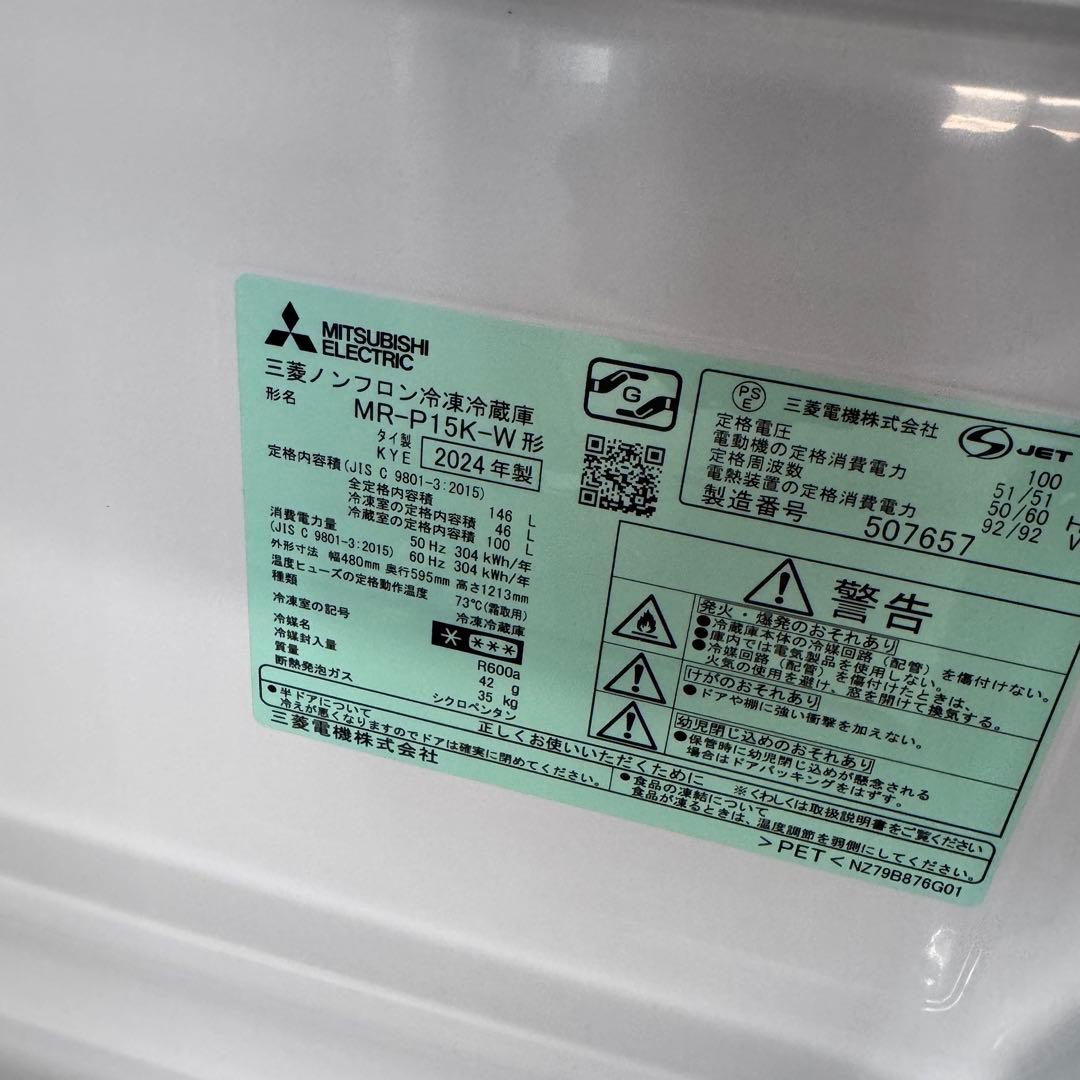 MITSUBISHI
ELECTRIC
三菱ノンフロン冷凍冷蔵庫
形名 MR-P15K-W形
タイ製
KYE 2024年製
定格内容積(JIS C 9801-3:2015)
全定格内容積 146 L
冷凍室の定格内容積 46 L
冷蔵室の定格内容積 100 L
消費電力量 50 Hz 304 kWh/年
(JIS C 9801-3:2015) 60 Hz 304 kWh/年
外形寸法 幅480mm 奥行595mm 高さ1213mm
温度ヒューズの定格動作温度 73℃(霜取用)
種類 冷凍冷蔵庫
冷凍室の記号 * ***
冷媒名 R600a
冷媒封入量 42 g
質量 35 kg
断熱発泡ガス シクロペンタン
G
PS
E
三菱電機株式会社
JET
定格電圧 100
電動機の定格消費電力 51/51
定格周波数 50/60 H
電熱装置の定格消費電力 92/92
製造番号 507657
警告
発火・爆発のおそれあり
●冷蔵庫本体の冷媒回路(配管)を傷付けない。
●庫内では電気製品を使用しない。
●冷媒回路(配管)を傷付けたときは、
火気の使用を避け、窓を開けて換気する。
けがのおそれあり
●ドアや棚に強い衝撃を加えない。
幼児閉じ込めのおそれあり
●保管時に幼児閉じ込めが懸念される
場合はドアパッキングをはずす。
正しくお使いいただくために ※くわしくは取扱説明書をご覧ください
●半ドアについて
冷えが悪くなりますのでドアは確実に閉めてください。
●食品の凍結について
食品が凍るときは、温度調節を弱側にしてください。
三菱電機株式会社
>PET< NZ79B876G01